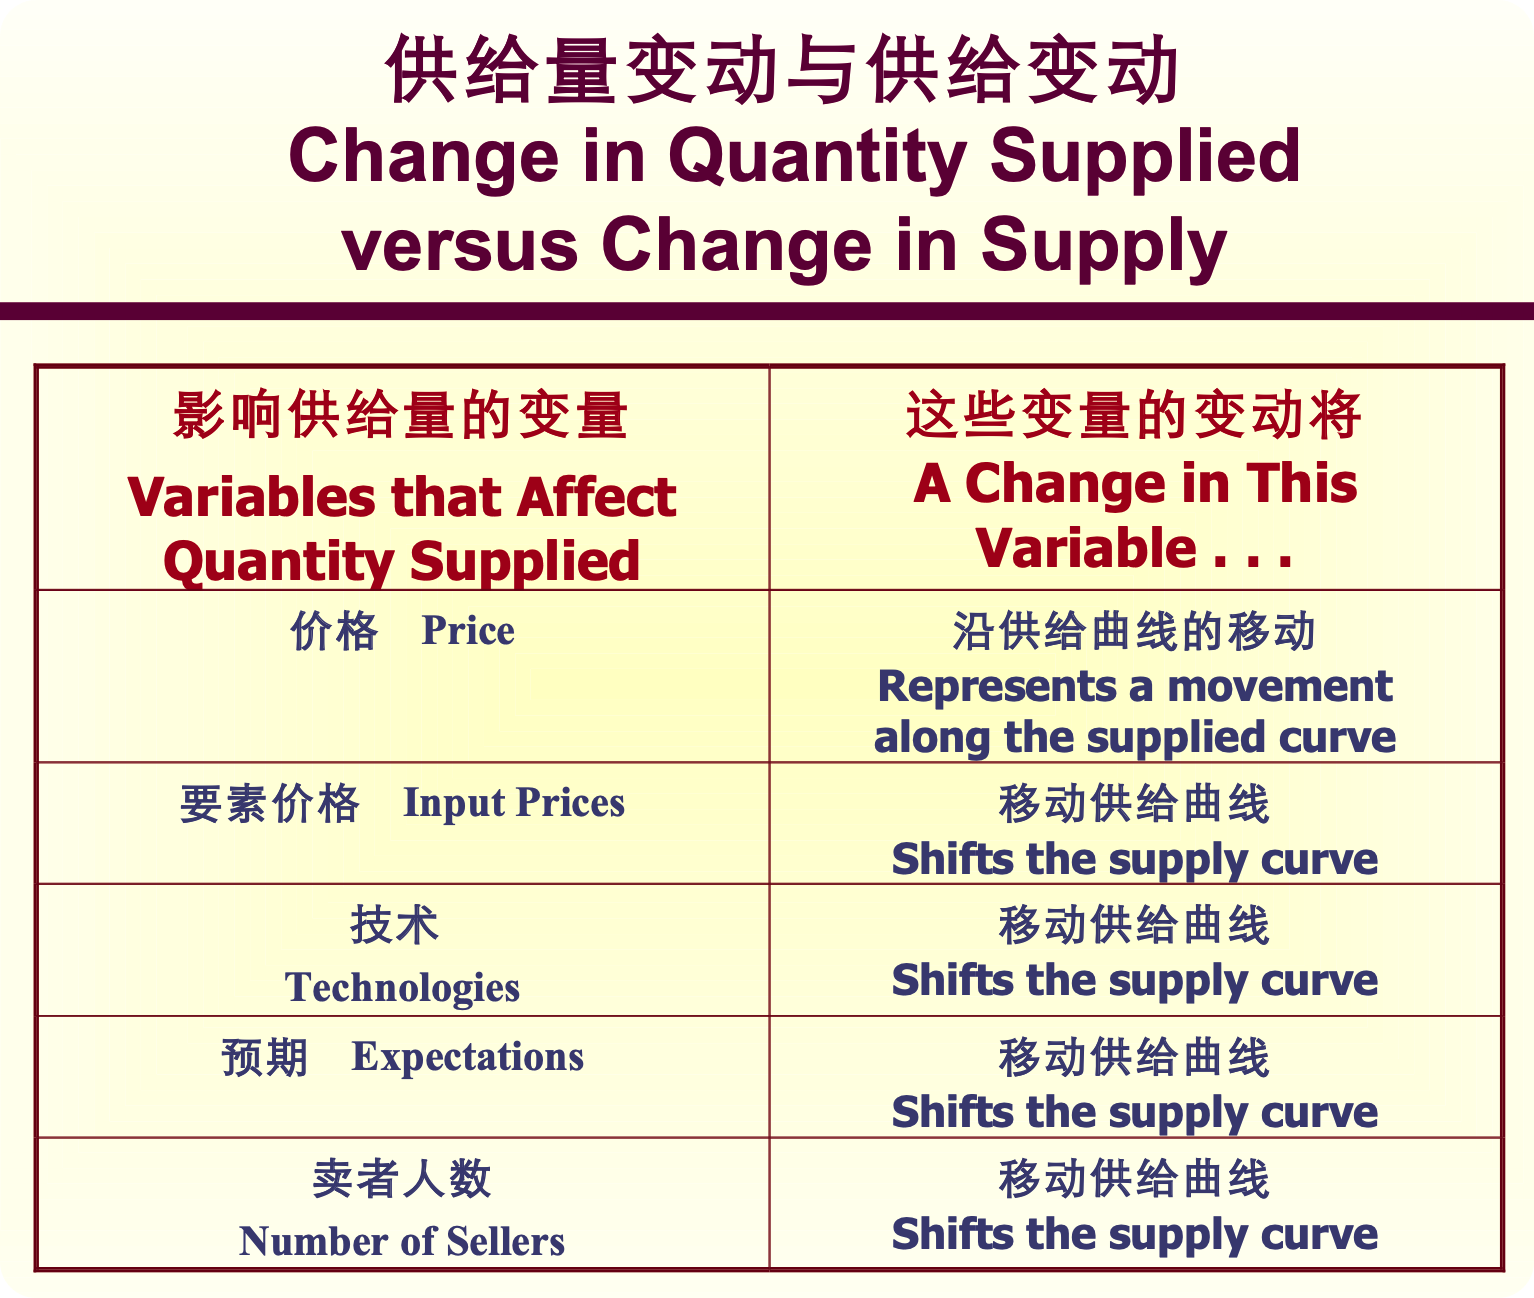 供给量变动与供给变动
Change in Quantity Supplied
versus Change in Supply
影响供给量的变量
Variables that Affect
Quantity Supplied
这些变量的变动将
A Change in This
Variable . . .
价格 Price
沿供给曲线的移动
Represents a movement
along the supplied curve
要素价格 Input Prices
移动供给曲线
Shifts the supply curve
技术
Technologies
移动供给曲线
Shifts the supply curve
预期 Expectations
移动供给曲线
Shifts the supply curve
卖者人数
Number of Sellers
移动供给曲线
Shifts the supply curve